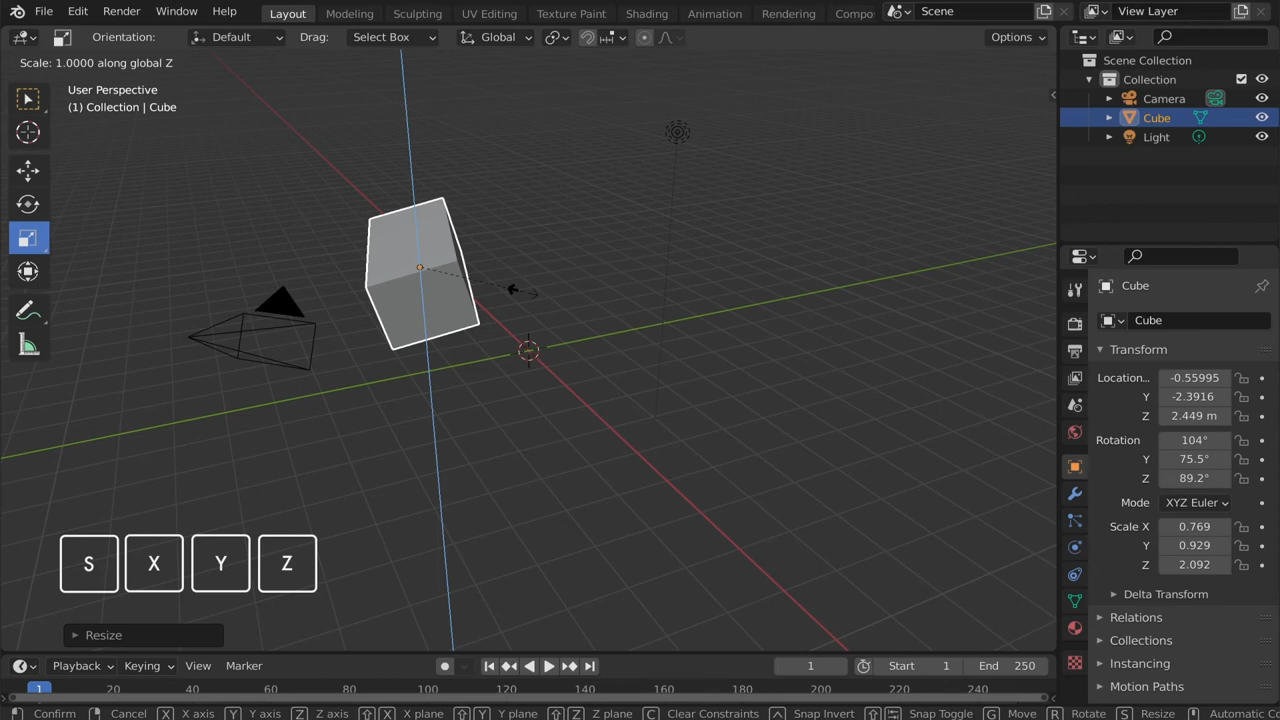 File Edit Render Window Help Layout Modeling Sculpting UV Editing Texture Paint Shading Animation Rendering Compo Scene View Layer
Orientation: Default Drag: Select Box Global Options
Scale: 1.0000 along global Z
User Perspective
(1) Collection | Cube
Scene Collection
Collection
Camera
Cube
Light
Cube
Cube
Transform
Location... -0.55995
Y -2.3916
Z 2.449 m
Rotation 104°
Y 75.5°
Z 89.2°
Mode XYZ Euler
Scale X 0.769
Y 0.929
Z 2.092
Delta Transform
Relations
Collections
Instancing
Motion Paths
S X Y Z
Resize
Playback Keying View Marker 1 Start 1 End 250
1 20 40 60 80 100 120 140 160 180 200 220 240
Confirm Cancel X X axis Y Y axis Z Z axis X X plane Y Y plane Z Z plane C Clear Constraints Snap Invert Snap Toggle G Move R Rotate S Resize Automatic Co